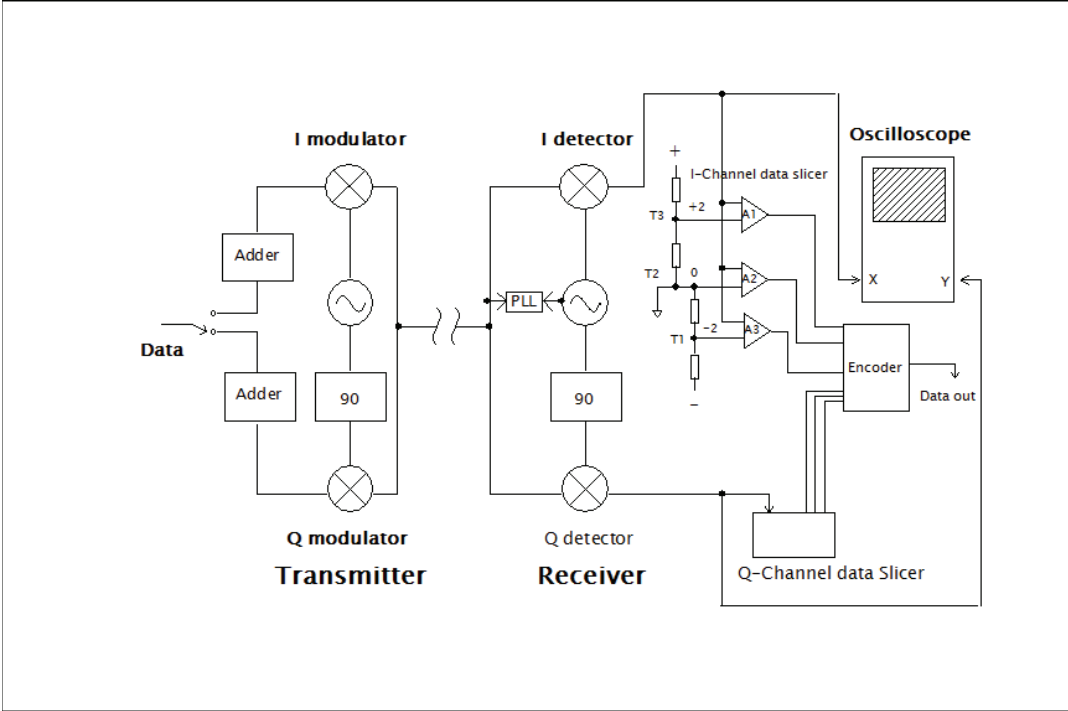 I modulator
I detector
Oscilloscope
+
I-Channel data slicer
T3
+2
A1
Adder
T2
0
A2
X
Y
PLL
-2
A3
T1
Data
Encoder
Adder
90
90
–
Data out
Q modulator
Q detector
Transmitter
Receiver
Q-Channel data Slicer